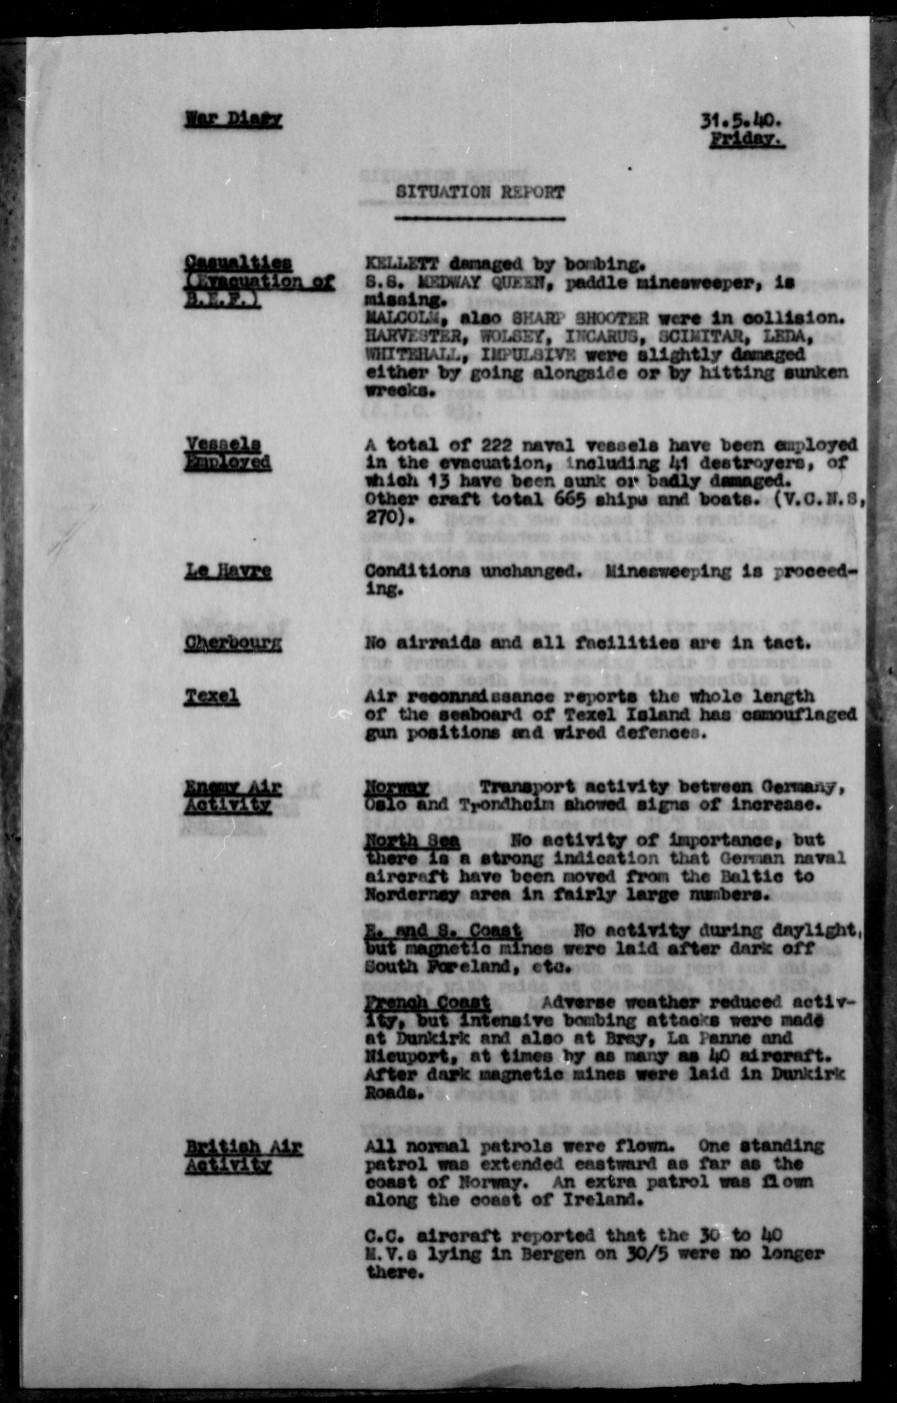 War Diary
31.5.40.
Friday.
SITUATION REPORT
Casualties
(Evacuation of
B.E.F.)
KELLETT damaged by bombing.
S.S. MEDWAY QUEEN, paddle minesweeper, is
missing.
MALCOLM, also SHARP SHOOTER were in collision.
HARVESTER, WOLSEY, INCARUS, SCIMITAR, LEDA,
WHITEHALL, IMPULSIVE were slightly damaged
either by going alongside or by hitting sunken
wrecks.
Vessels
Employed
A total of 222 naval vessels have been employed
in the evacuation, including 41 destroyers, of
which 13 have been sunk or badly damaged.
Other craft total 665 ships and boats. (V.C.N.S,
270).
Le Havre
Conditions unchanged. Minesweeping is proceed-
ing.
Cherbourg
No airraids and all facilities are in tact.
Texel
Air reconnaissance reports the whole length
of the seaboard of Texel Island has camouflaged
gun positions and wired defences.
Enemy Air
Activity
Norway Transport activity between Germany,
Oslo and Trondheim showed signs of increase.
North Sea No activity of importance, but
there is a strong indication that German naval
aircraft have been moved from the Baltic to
Norderney area in fairly large numbers.
E. and S. Coast No activity during daylight,
but magnetic mines were laid after dark off
South Foreland, etc.
French Coast Adverse weather reduced activ-
ity, but intensive bombing attacks were made
at Dunkirk and also at Bray, La Panne and
Nieuport, at times by as many as 40 aircraft.
After dark magnetic mines were laid in Dunkirk
Roads.
British Air
Activity
All normal patrols were flown. One standing
patrol was extended eastward as far as the
coast of Norway. An extra patrol was flown
along the coast of Ireland.
C.C. aircraft reported that the 30 to 40
M.V.s lying in Bergen on 30/5 were no longer
there.